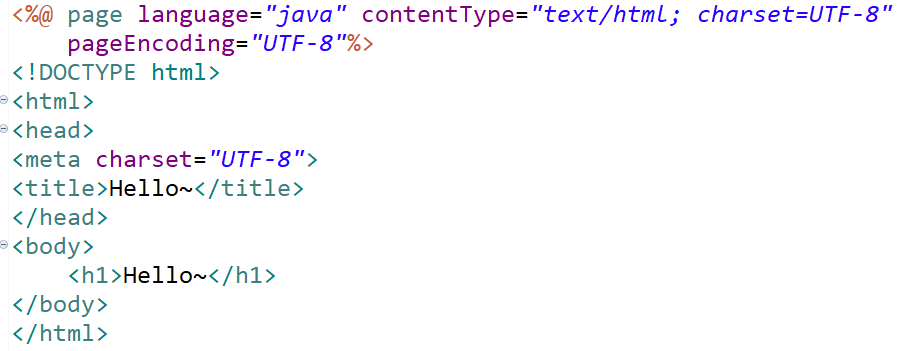 <%@ page language="java" contentType="text/html; charset=UTF-8"
    pageEncoding="UTF-8"%>
<!DOCTYPE html>
<html>
<head>
<meta charset="UTF-8">
<title>Hello~</title>
</head>
<body>
    <h1>Hello~</h1>
</body>
</html>